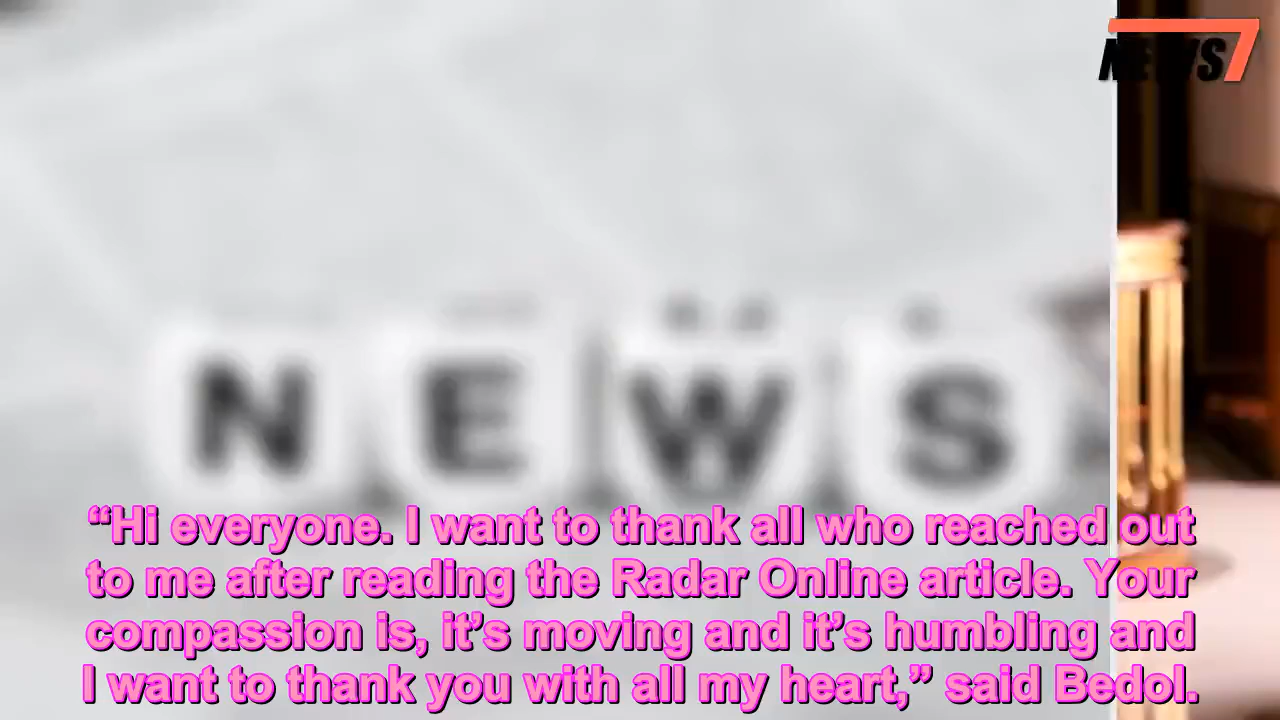 NEWS7
NEWS
“Hi everyone. I want to thank all who reached out
to me after reading the Radar Online article. Your
compassion is, it’s moving and it’s humbling and
I want to thank you with all my heart,” said Bedol.